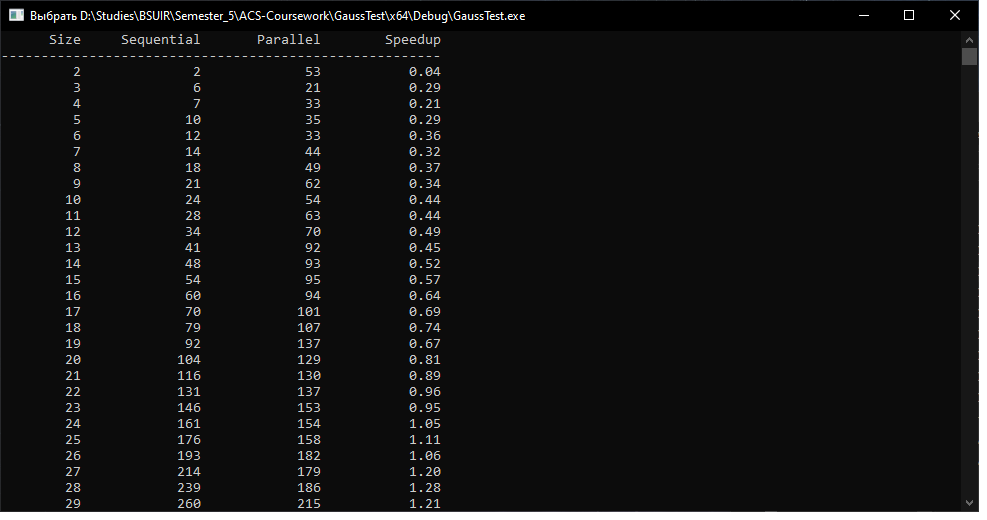 Выбрать D:\Studies\BSUIR\Semester_5\ACS-Coursework\GaussTest\x64\Debug\GaussTest.exe
Size Sequential Parallel Speedup
-------------------------------------------------------
2 2 53 0.04
3 6 21 0.29
4 7 33 0.21
5 10 35 0.29
6 12 33 0.36
7 14 44 0.32
8 18 49 0.37
9 21 62 0.34
10 24 54 0.44
11 28 63 0.44
12 34 70 0.49
13 41 92 0.45
14 48 93 0.52
15 54 95 0.57
16 60 94 0.64
17 70 101 0.69
18 79 107 0.74
19 92 137 0.67
20 104 129 0.81
21 116 130 0.89
22 131 137 0.96
23 146 153 0.95
24 161 154 1.05
25 176 158 1.11
26 193 182 1.06
27 214 179 1.20
28 239 186 1.28
29 260 215 1.21